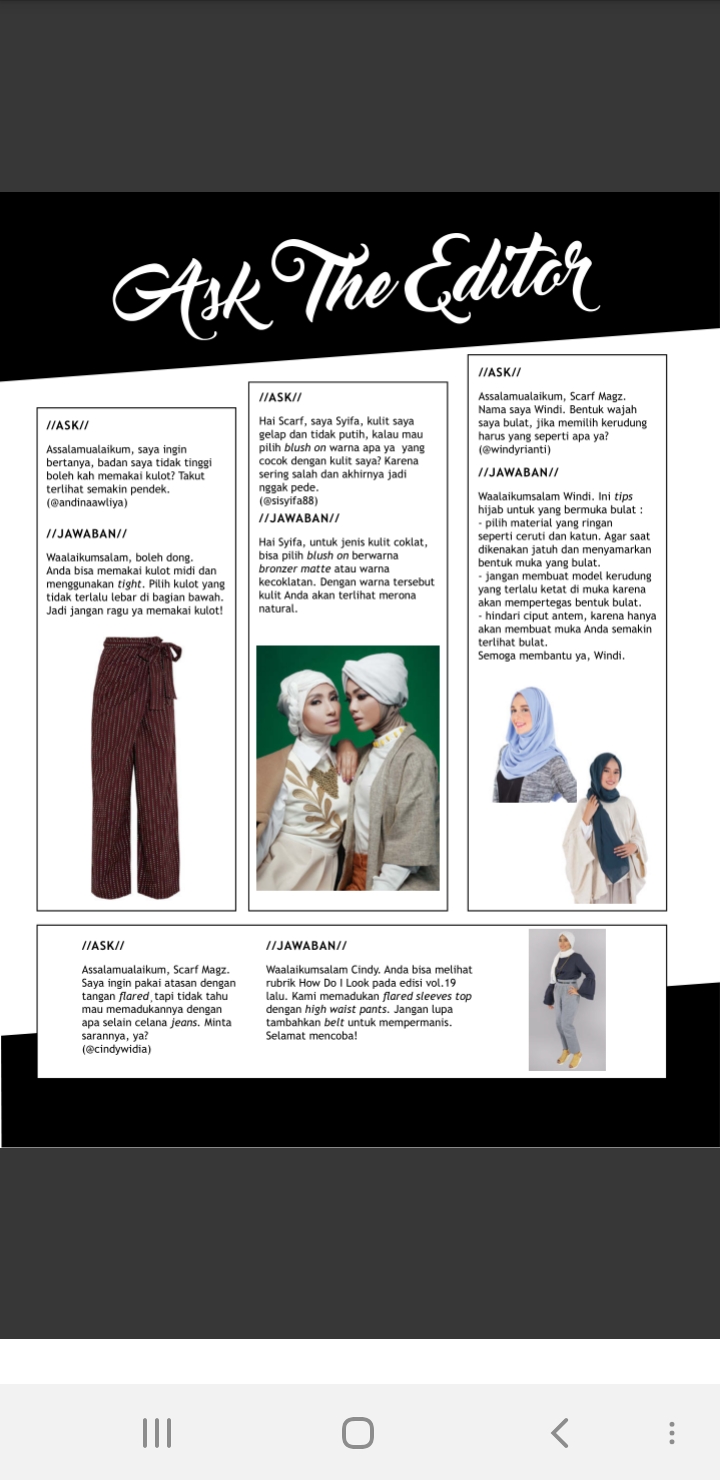 Ask The Editor
//ASK//
Assalamualaikum, saya ingin
bertanya, badan saya tidak tinggi
boleh kah memakai kulot? Takut
terlihat semakin pendek.
(@andinaawliya)
//JAWABAN//
Waalaikumsalam, boleh dong.
Anda bisa memakai kulot midi dan
menggunakan tight. Pilih kulot yang
tidak terlalu lebar di bagian bawah.
Jadi jangan ragu ya memakai kulot!
//ASK//
Hai Scarf, saya Syifa, kulit saya
gelap dan tidak putih, kalau mau
pilih blush on warna apa ya yang
cocok dengan kulit saya? Karena
sering salah dan akhirnya jadi
nggak pede.
(@sisyifa88)
//JAWABAN//
Hai Syifa, untuk jenis kulit coklat,
bisa pilih blush on berwarna
bronzer matte atau warna
kecoklatan. Dengan warna tersebut
kulit Anda akan terlihat merona
natural.
//ASK//
Assalamualaikum, Scarf Magz.
Nama saya Windi. Bentuk wajah
saya bulat, jika memilih kerudung
harus yang seperti apa ya?
(@windyrianti)
//JAWABAN//
Waalaikumsalam Windi. Ini tips
hijab untuk yang bermuka bulat :
- pilih material yang ringan
seperti ceruti dan katun. Agar saat
dikenakan jatuh dan menyamarkan
bentuk muka yang bulat.
- jangan membuat model kerudung
yang terlalu ketat di muka karena
akan mempertegas bentuk bulat.
- hindari ciput antem, karena hanya
akan membuat muka Anda semakin
terlihat bulat.
Semoga membantu ya, Windi.
//ASK//
Assalamualaikum, Scarf Magz.
Saya ingin pakai atasan dengan
tangan flared, tapi tidak tahu
mau memadukannya dengan
apa selain celana jeans. Minta
sarannya, ya?
(@cindywidia)
//JAWABAN//
Waalaikumsalam Cindy. Anda bisa melihat
rubrik How Do I Look pada edisi vol.19
lalu. Kami memadukan flared sleeves top
dengan high waist pants. Jangan lupa
tambahkan belt untuk mempermanis.
Selamat mencoba!